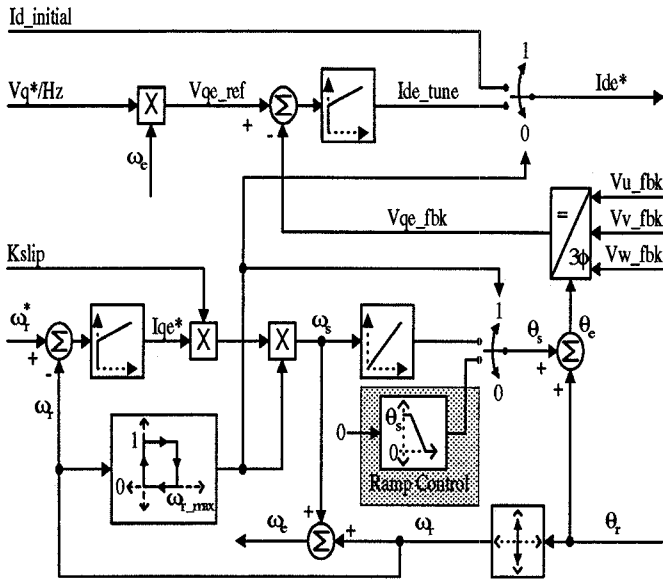 Id_initial
1
Vq*/Hz
X
Vqe_ref
Σ
+
-
Ide_tune
Ide*
0
ωe
Vu_fbk
=
Vqe_fbk
Vv_fbk
Vw_fbk
3ϕ
Kslip
1
ωr*
Σ
+
-
Iqe*
X
X
ωs
θs
θe
Σ
+
+
0
ωr
1
0
ωr_max
0
θs
0
Ramp Control
+
ωe
Σ
+
ωr
θr